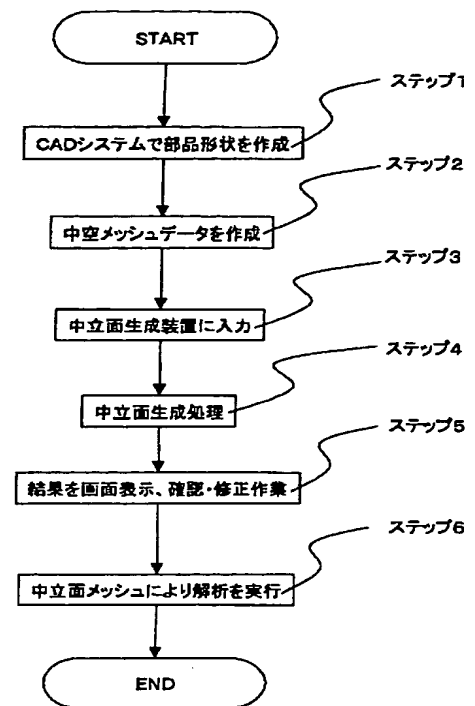 START
ステップ1
CADシステムで部品形状を作成
ステップ2
中空メッシュデータを作成
ステップ3
中立面生成装置に入力
ステップ4
中立面生成処理
ステップ5
結果を画面表示、確認・修正作業
ステップ6
中立面メッシュにより解析を実行
END